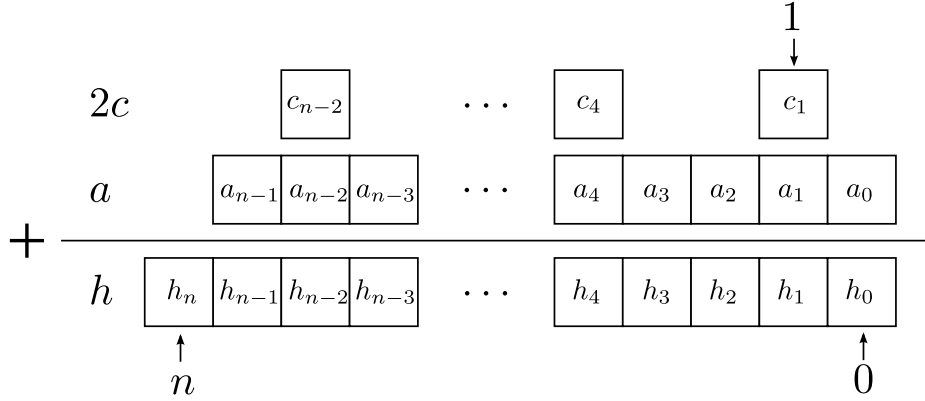 1
2c c_{n-2} ⋯ c_4 c_1
a a_{n-1} a_{n-2} a_{n-3} ⋯ a_4 a_3 a_2 a_1 a_0
+
h h_n h_{n-1} h_{n-2} h_{n-3} ⋯ h_4 h_3 h_2 h_1 h_0
n 0